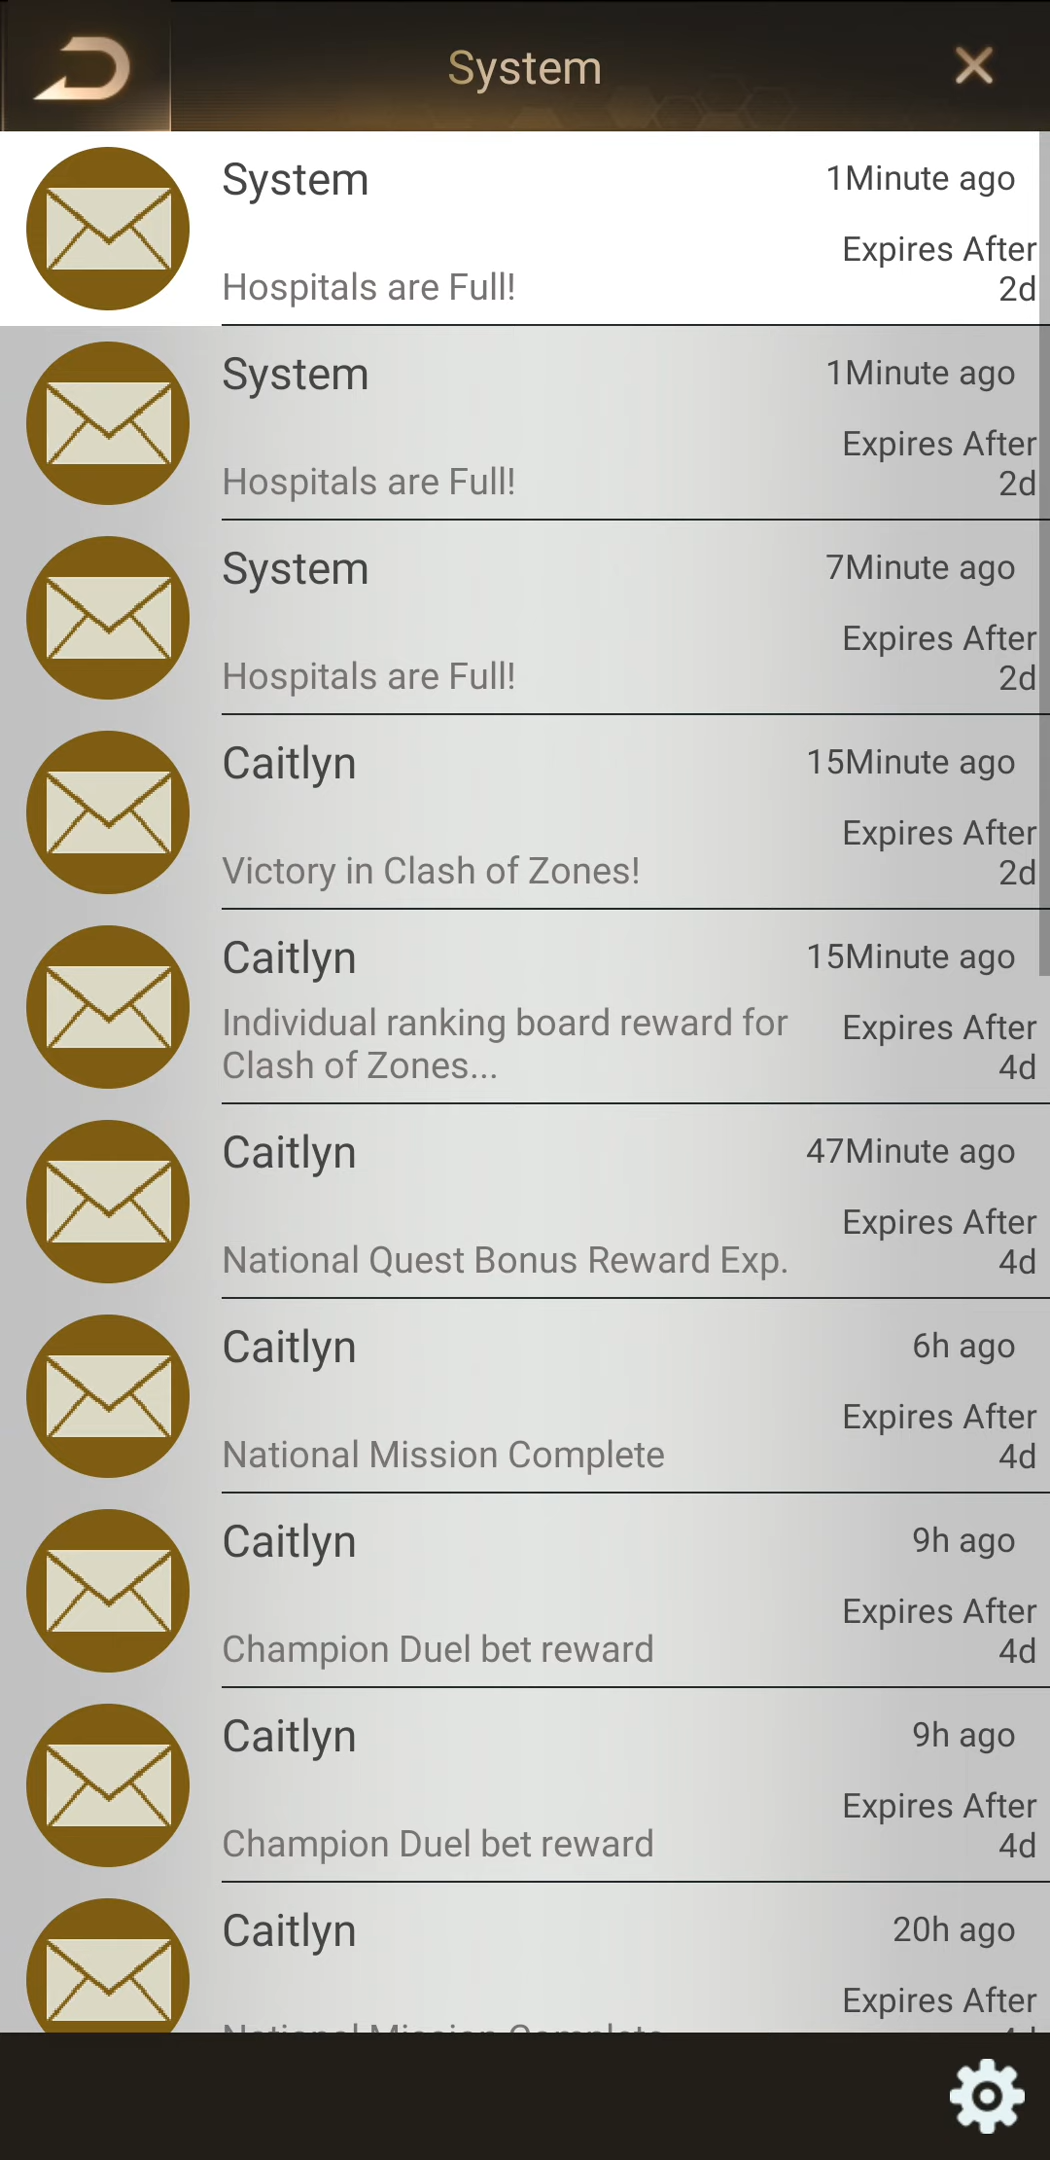 System
System
1Minute ago
Hospitals are Full!
Expires After
2d
System
1Minute ago
Hospitals are Full!
Expires After
2d
System
7Minute ago
Hospitals are Full!
Expires After
2d
Caitlyn
15Minute ago
Victory in Clash of Zones!
Expires After
2d
Caitlyn
15Minute ago
Individual ranking board reward for
Clash of Zones...
Expires After
4d
Caitlyn
47Minute ago
National Quest Bonus Reward Exp.
Expires After
4d
Caitlyn
6h ago
National Mission Complete
Expires After
4d
Caitlyn
9h ago
Champion Duel bet reward
Expires After
4d
Caitlyn
9h ago
Champion Duel bet reward
Expires After
4d
Caitlyn
20h ago
Expires After
National Mission Complete